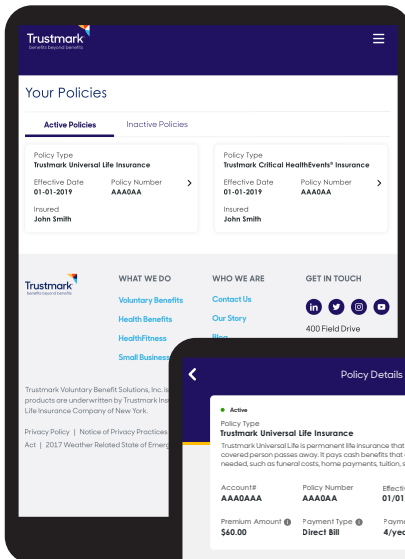 Trustmark
benefits beyond benefits
Your Policies
Active Policies Inactive Policies
Policy Type
Trustmark Universal Life Insurance
Effective Date Policy Number
01-01-2019 AAA0AA
Insured
John Smith
Policy Type
Trustmark Critical HealthEvents® Insurance
Effective Date Policy Number
01-01-2019 AAA0AA
Insured
John Smith
Trustmark
benefits beyond benefits
WHAT WE DO
Voluntary Benefits
Health Benefits
HealthFitness
Small Business
WHO WE ARE
Contact Us
Our Story
Blog
GET IN TOUCH
400 Field Drive
Trustmark Voluntary Benefit Solutions, Inc. is
products are underwritten by Trustmark Ins
Life Insurance Company of New York.
Privacy Policy | Notice of Privacy Practices
Act | 2017 Weather Related State of Emerg
Policy Details
Active
Policy Type
Trustmark Universal Life Insurance
Trustmark Universal Life is permanent life insurance that
covered person passes away. It pays cash benefits that
needed, such as funeral costs, home payments, tuition, s
Account# Policy Number Effecti
AAA0AAA AAA0AA 01/01
Premium Amount Payment Type Payme
$60.00 Direct Bill 4/yea